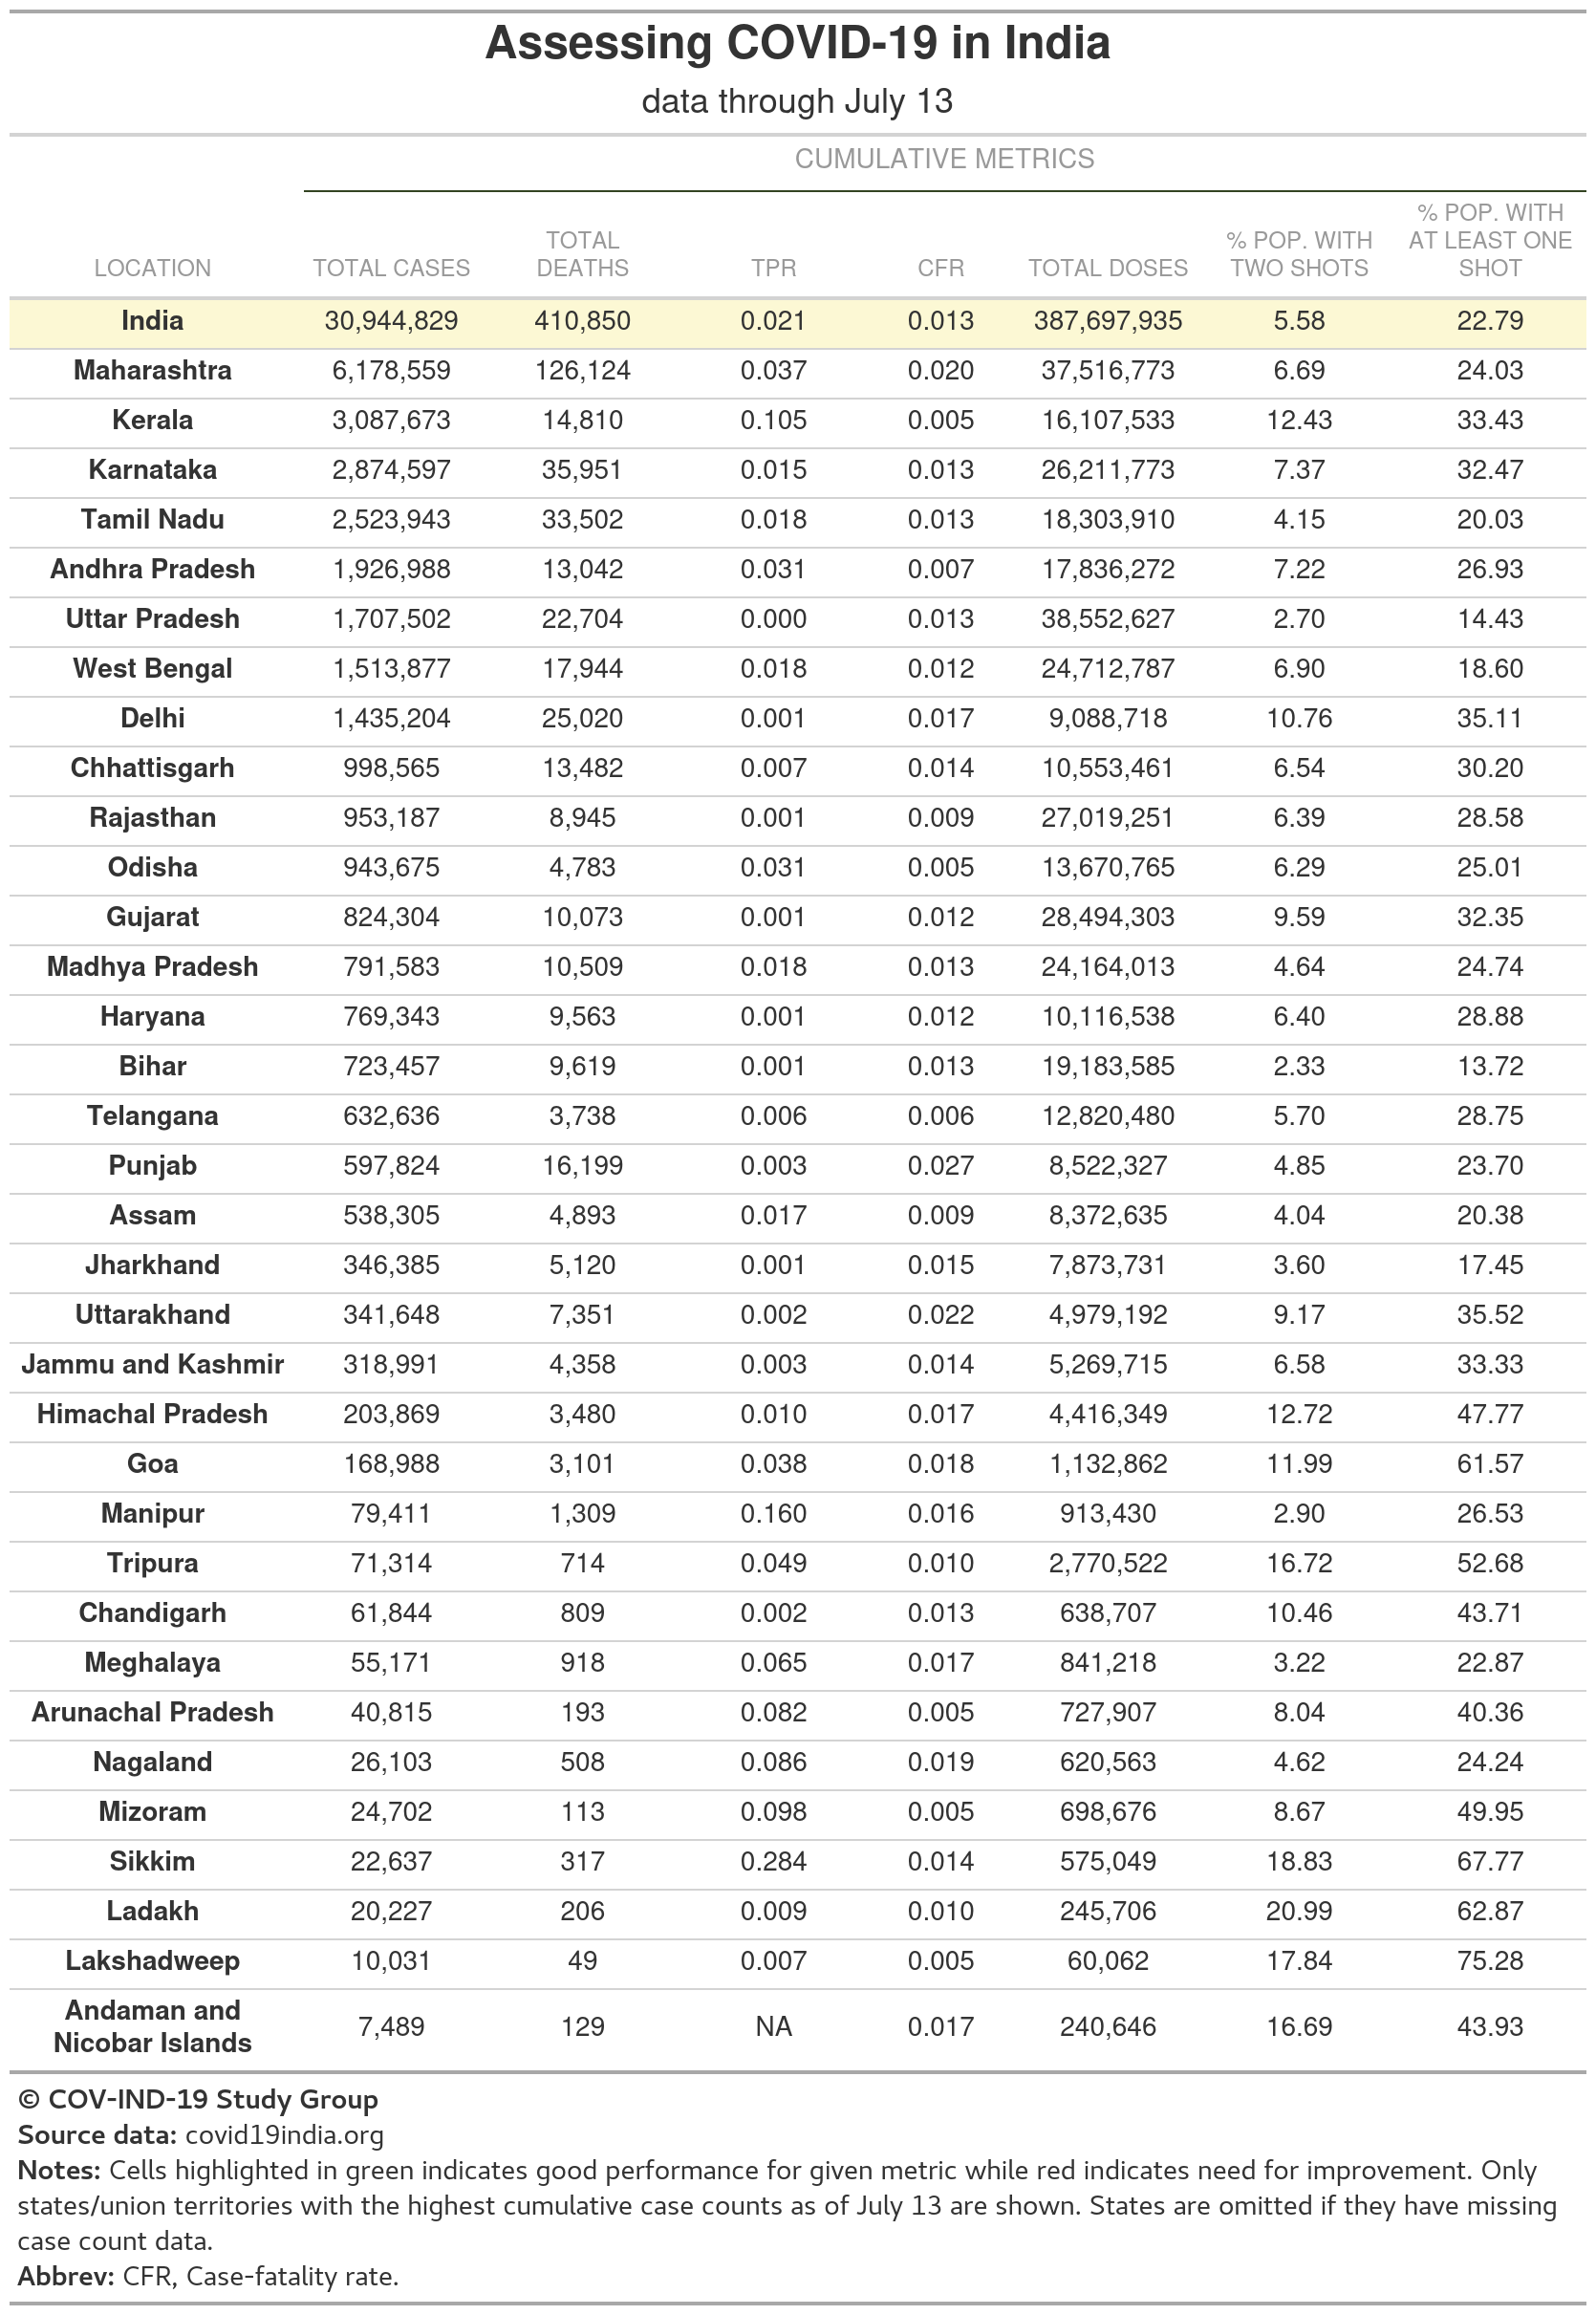 Assessing COVID-19 in India
data through July 13
CUMULATIVE METRICS
LOCATION TOTAL CASES TOTAL DEATHS TPR CFR TOTAL DOSES % POP. WITH TWO SHOTS % POP. WITH AT LEAST ONE SHOT
India 30,944,829 410,850 0.021 0.013 387,697,935 5.58 22.79
Maharashtra 6,178,559 126,124 0.037 0.020 37,516,773 6.69 24.03
Kerala 3,087,673 14,810 0.105 0.005 16,107,533 12.43 33.43
Karnataka 2,874,597 35,951 0.015 0.013 26,211,773 7.37 32.47
Tamil Nadu 2,523,943 33,502 0.018 0.013 18,303,910 4.15 20.03
Andhra Pradesh 1,926,988 13,042 0.031 0.007 17,836,272 7.22 26.93
Uttar Pradesh 1,707,502 22,704 0.000 0.013 38,552,627 2.70 14.43
West Bengal 1,513,877 17,944 0.018 0.012 24,712,787 6.90 18.60
Delhi 1,435,204 25,020 0.001 0.017 9,088,718 10.76 35.11
Chhattisgarh 998,565 13,482 0.007 0.014 10,553,461 6.54 30.20
Rajasthan 953,187 8,945 0.001 0.009 27,019,251 6.39 28.58
Odisha 943,675 4,783 0.031 0.005 13,670,765 6.29 25.01
Gujarat 824,304 10,073 0.001 0.012 28,494,303 9.59 32.35
Madhya Pradesh 791,583 10,509 0.018 0.013 24,164,013 4.64 24.74
Haryana 769,343 9,563 0.001 0.012 10,116,538 6.40 28.88
Bihar 723,457 9,619 0.001 0.013 19,183,585 2.33 13.72
Telangana 632,636 3,738 0.006 0.006 12,820,480 5.70 28.75
Punjab 597,824 16,199 0.003 0.027 8,522,327 4.85 23.70
Assam 538,305 4,893 0.017 0.009 8,372,635 4.04 20.38
Jharkhand 346,385 5,120 0.001 0.015 7,873,731 3.60 17.45
Uttarakhand 341,648 7,351 0.002 0.022 4,979,192 9.17 35.52
Jammu and Kashmir 318,991 4,358 0.003 0.014 5,269,715 6.58 33.33
Himachal Pradesh 203,869 3,480 0.010 0.017 4,416,349 12.72 47.77
Goa 168,988 3,101 0.038 0.018 1,132,862 11.99 61.57
Manipur 79,411 1,309 0.160 0.016 913,430 2.90 26.53
Tripura 71,314 714 0.049 0.010 2,770,522 16.72 52.68
Chandigarh 61,844 809 0.002 0.013 638,707 10.46 43.71
Meghalaya 55,171 918 0.065 0.017 841,218 3.22 22.87
Arunachal Pradesh 40,815 193 0.082 0.005 727,907 8.04 40.36
Nagaland 26,103 508 0.086 0.019 620,563 4.62 24.24
Mizoram 24,702 113 0.098 0.005 698,676 8.67 49.95
Sikkim 22,637 317 0.284 0.014 575,049 18.83 67.77
Ladakh 20,227 206 0.009 0.010 245,706 20.99 62.87
Lakshadweep 10,031 49 0.007 0.005 60,062 17.84 75.28
Andaman and Nicobar Islands 7,489 129 NA 0.017 240,646 16.69 43.93
© COV-IND-19 Study Group
Source data: covid19india.org
Notes: Cells highlighted in green indicates good performance for given metric while red indicates need for improvement. Only
states/union territories with the highest cumulative case counts as of July 13 are shown. States are omitted if they have missing
case count data.
Abbrev: CFR, Case-fatality rate.